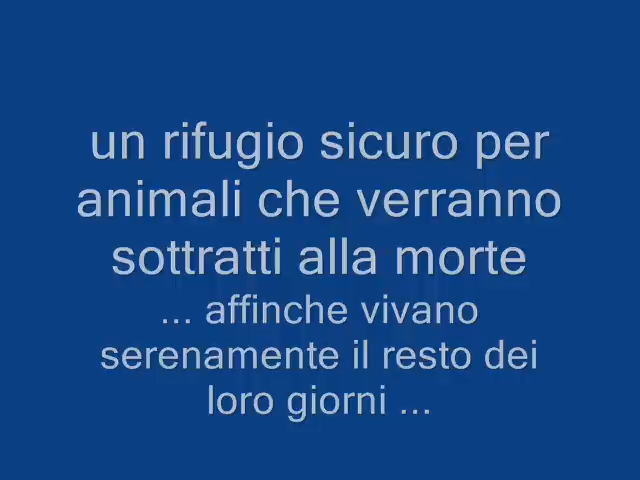 un rifugio sicuro per
animali che verranno
sottratti alla morte
... affinche vivano
serenamente il resto dei
loro giorni ...